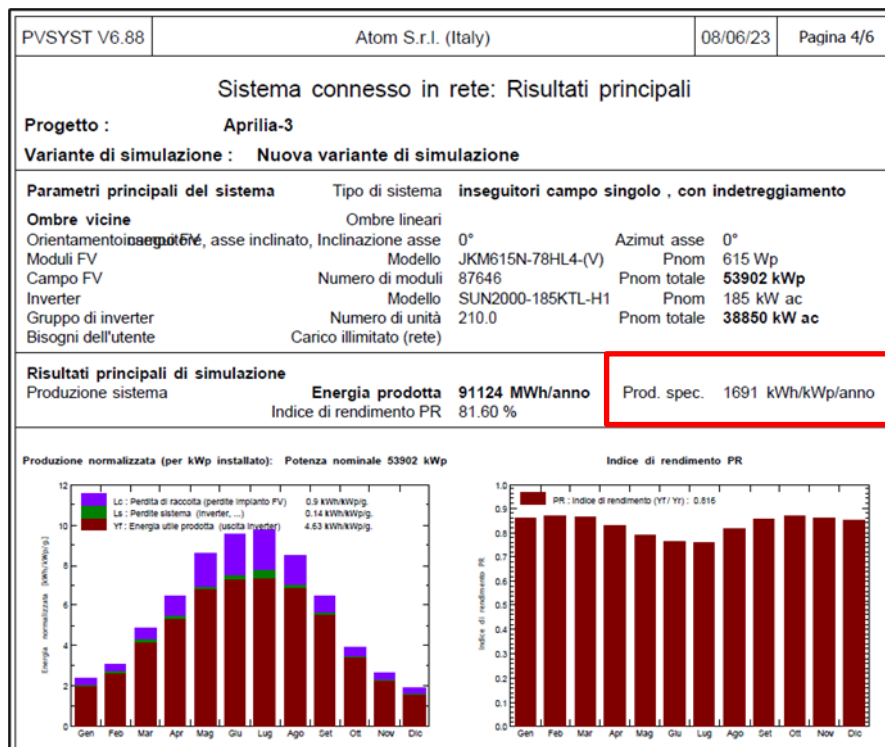 PVSYST V6.88 Atom S.r.l. (Italy) 08/06/23 Pagina 4/6
Sistema connesso in rete: Risultati principali
Progetto : Aprilia-3
Variante di simulazione : Nuova variante di simulazione
Parametri principali del sistema Tipo di sistema inseguitori campo singolo , con indetreggiamento
Ombre vicine Ombre lineari
Orientamento asse inclinato, Inclinazione asse 0° Azimut asse 0°
Moduli FV Modello JKM615N-78HL4-(V) Pnom 615 Wp
Campo FV Numero di moduli 87646 Pnom totale 53902 kWp
Inverter Modello SUN2000-185KTL-H1 Pnom 185 kW ac
Gruppo di inverter Numero di unità 210.0 Pnom totale 38850 kW ac
Bisogni dell'utente Carico illimitato (rete)
Risultati principali di simulazione
Produzione sistema Energia prodotta 91124 MWh/anno Prod. spec. 1691 kWh/kWp/anno
Indice di rendimento PR 81.60 %
Produzione normalizzata (per kWp installato): Potenza nominale 53902 kWp
Lc : Perdita di raccolta (perdite impianto FV) 0.9 kWh/kWp/g.
Ls : Perdite sistema (inverter, ...) 0.14 kWh/kWp/g.
Yf : Energia utile prodotta (uscita inverter) 4.63 kWh/kWp/g.
Energia normalizzata [kWh/kWp/g.]
12
10
8
6
4
2
0
Gen Feb Mar Apr Mag Giu Lug Ago Set Ott Nov Dic
Indice di rendimento PR
PR : Indice di rendimento (Yf / Yr) : 0.816
Indice di rendimento PR
1.0
0.9
0.8
0.7
0.6
0.5
0.4
0.3
0.2
0.1
0.0
Gen Feb Mar Apr Mag Giu Lug Ago Set Ott Nov Dic